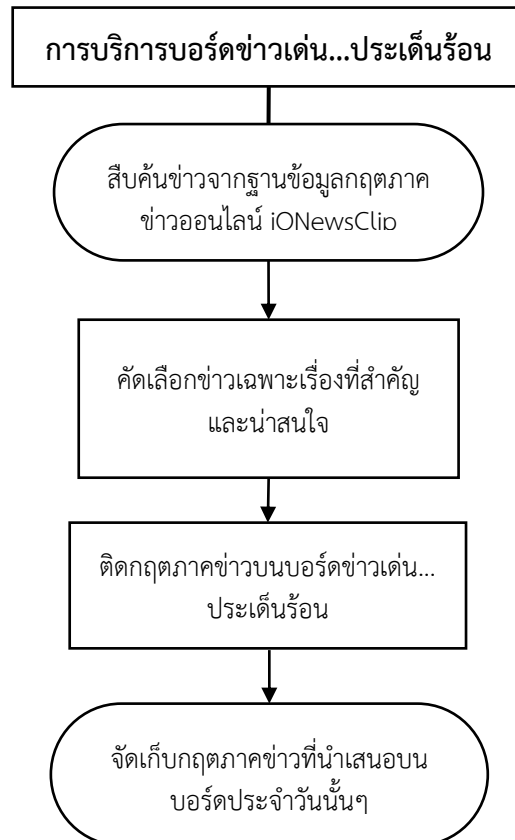 การบริการบอร์ดข่าวเด่น...ประเด็นร้อน
สืบค้นข่าวจากฐานข้อมูลกฤตภาค
ข่าวออนไลน์ iQNewsClip
คัดเลือกข่าวเฉพาะเรื่องที่สำคัญ
และน่าสนใจ
ติดกฤตภาคข่าวบนบอร์ดข่าวเด่น...
ประเด็นร้อน
จัดเก็บกฤตภาคข่าวที่นำเสนอบน
บอร์ดประจำวันนั้นๆ